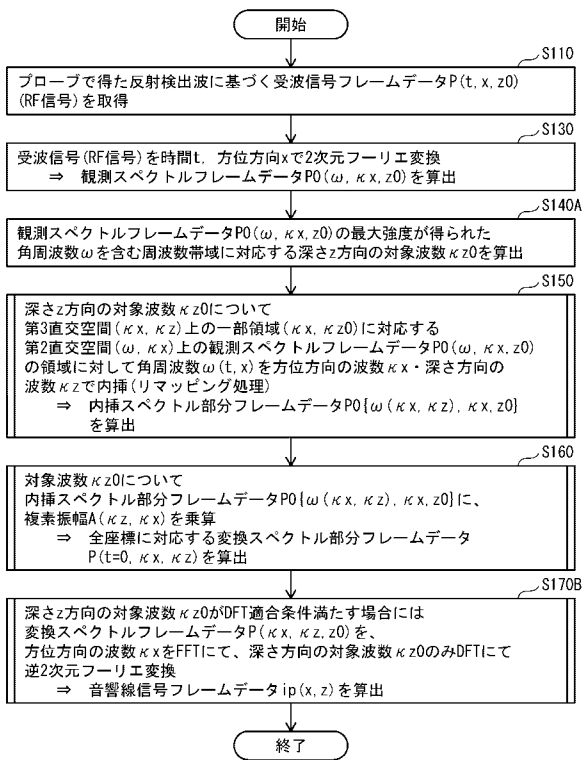 開始
S110
プローブで得た反射検出波に基づく受波信号フレームデータP(t, x, z0)
(RF信号)を取得
S130
受波信号(RF信号)を時間t, 方位方向xで2次元フーリエ変換
⇒ 観測スペクトルフレームデータP0(ω, κx, z0)を算出
S140A
観測スペクトルフレームデータP0(ω, κx, z0)の最大強度が得られた
角周波数ωを含む周波数帯域に対応する深さz方向の対象波数κz0を算出
S150
深さz方向の対象波数κz0について
第3直交空間(κx, κz)上の一部領域(κx, κz0)に対応する
第2直交空間(ω, κx)上の観測スペクトルフレームデータP0(ω, κx, z0)
の領域に対して角周波数ω(t, x)を方位方向の波数κx・深さ方向の
波数κzで内挿(リマッピング処理)
⇒ 内挿スペクトル部分フレームデータP0{ω(κx, κz), κx, z0}
を算出
S160
対象波数κz0について
内挿スペクトル部分フレームデータP0{ω(κx, κz), κx, z0}に、
複素振幅A(κz, κx)を乗算
⇒ 全座標に対応する変換スペクトル部分フレームデータ
P(t=0, κx, κz)を算出
S170B
深さz方向の対象波数κz0がDFT適合条件満たす場合には
変換スペクトルフレームデータP(κx, κz, z0)を、
方位方向の波数κxをFFTにて、深さ方向の対象波数κz0のみDFTにて
逆2次元フーリエ変換
⇒ 音響線信号フレームデータip(x, z)を算出
終了